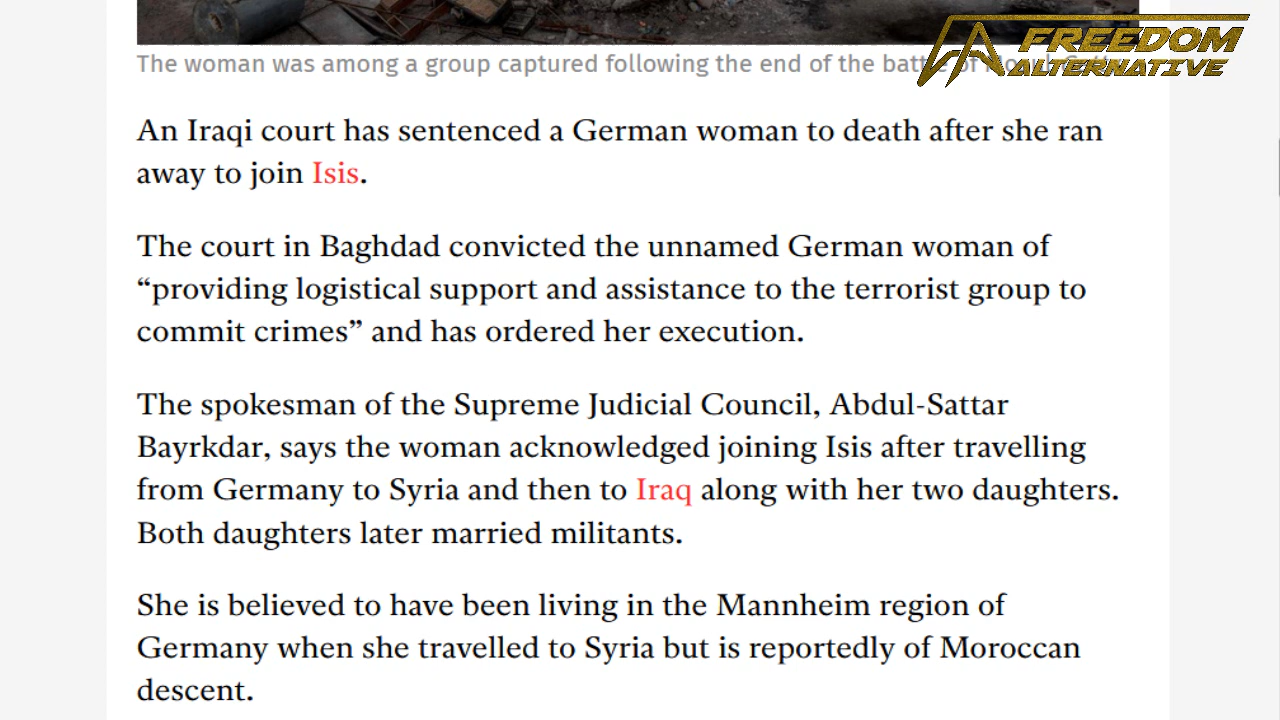 FREEDOM
ALTERNATIVE
The woman was among a group captured following the end of the battle of
An Iraqi court has sentenced a German woman to death after she ran
away to join Isis.
The court in Baghdad convicted the unnamed German woman of
“providing logistical support and assistance to the terrorist group to
commit crimes” and has ordered her execution.
The spokesman of the Supreme Judicial Council, Abdul-Sattar
Bayrkdar, says the woman acknowledged joining Isis after travelling
from Germany to Syria and then to Iraq along with her two daughters.
Both daughters later married militants.
She is believed to have been living in the Mannheim region of
Germany when she travelled to Syria but is reportedly of Moroccan
descent.